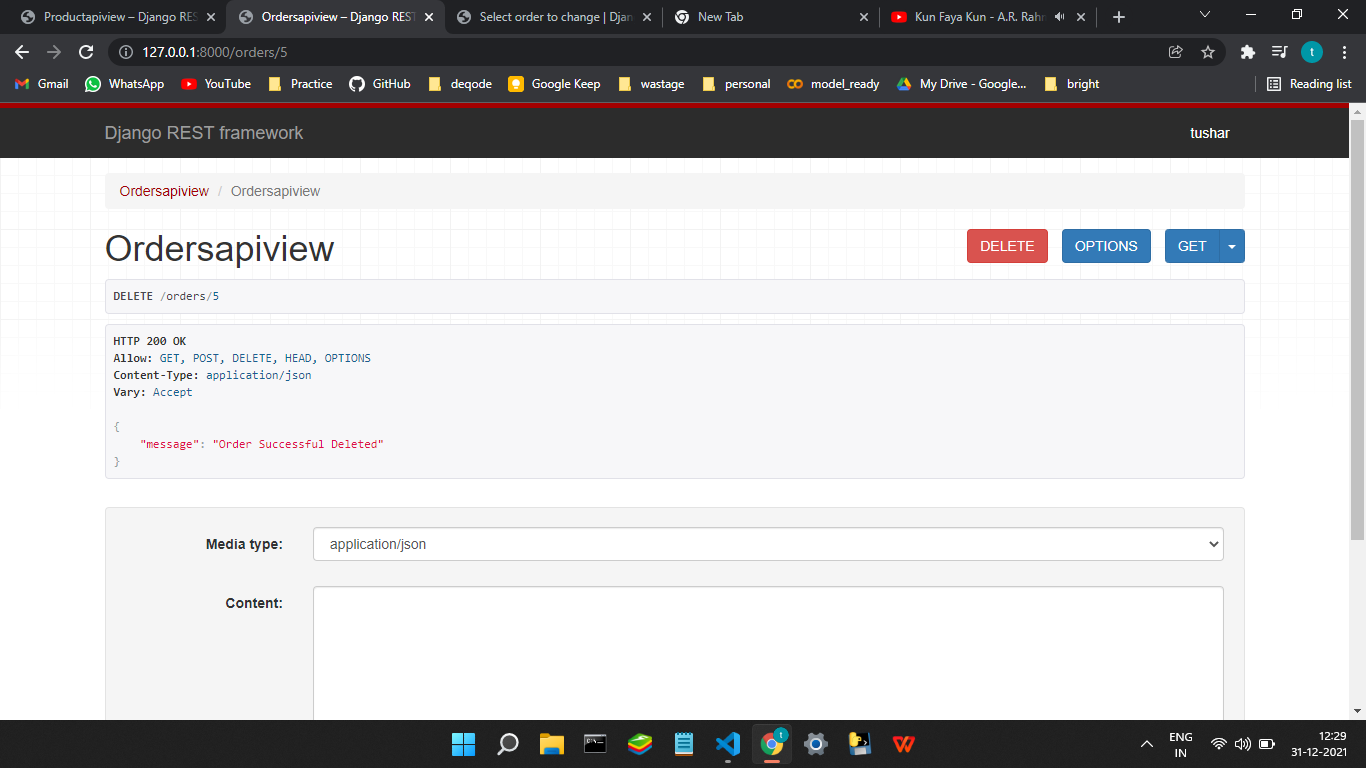 Productapiview – Django RES
Ordersapiview – Django REST
Select order to change | Djan
New Tab
Kun Faya Kun - A.R. Rahm
127.0.0.1:8000/orders/5
t
Gmail
WhatsApp
YouTube
Practice
GitHub
deqode
Google Keep
wastage
personal
model_ready
My Drive - Google...
bright
Reading list
Django REST framework
tushar
Ordersapiview / Ordersapiview
Ordersapiview
DELETE
OPTIONS
GET
DELETE /orders/5
HTTP 200 OK
Allow: GET, POST, DELETE, HEAD, OPTIONS
Content-Type: application/json
Vary: Accept
{
"message": "Order Successful Deleted"
}
Media type:
application/json
Content:
t
ENG
IN
12:29
31-12-2021